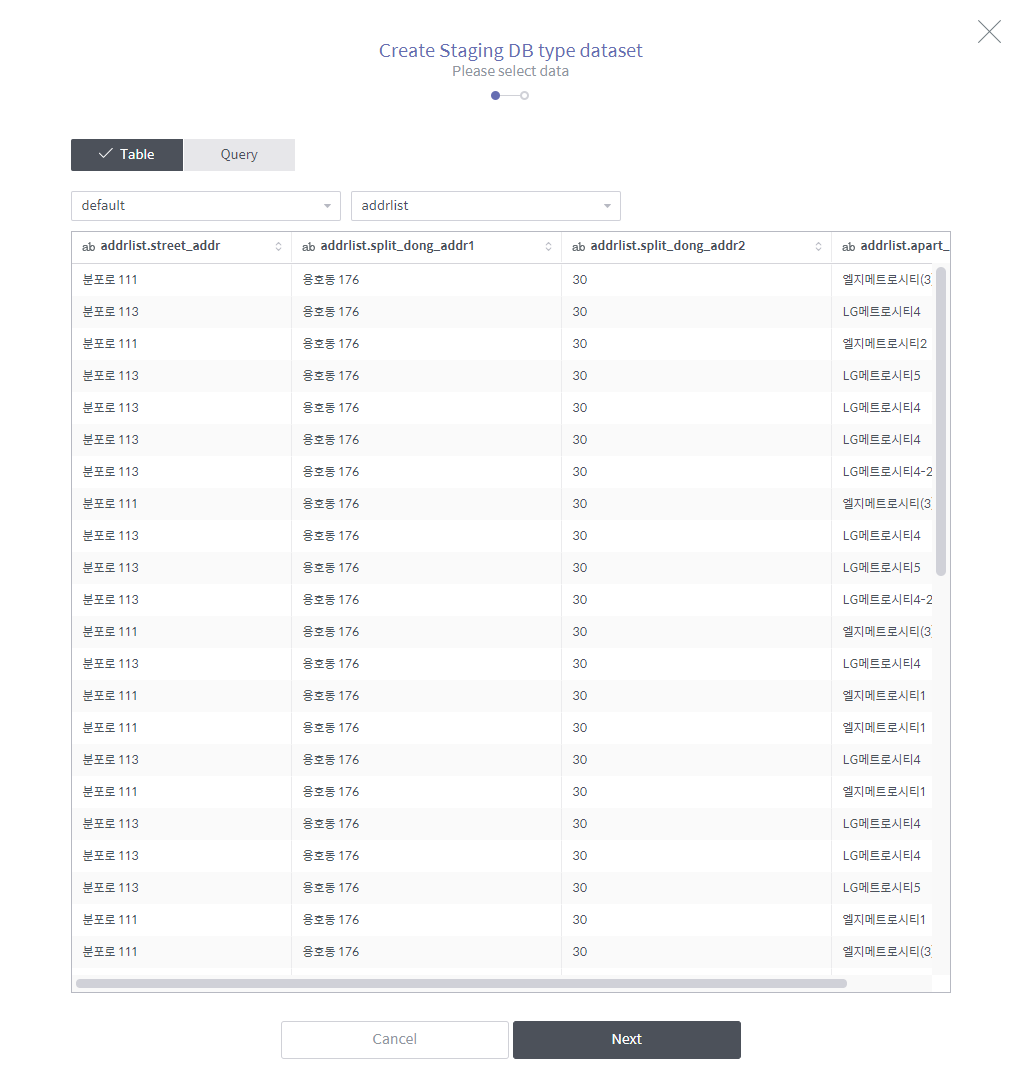 Create Staging DB type dataset
Please select data
Table Query
default addrlist
ab addrlist.street_addr ab addrlist.split_dong_addr1 ab addrlist.split_dong_addr2 ab addrlist.apart_
분포로 111 용호동 176 30 엘지메트로시티(3)
분포로 113 용호동 176 30 LG메트로시티4
분포로 111 용호동 176 30 엘지메트로시티2
분포로 113 용호동 176 30 LG메트로시티5
분포로 113 용호동 176 30 LG메트로시티4
분포로 113 용호동 176 30 LG메트로시티4
분포로 113 용호동 176 30 LG메트로시티4-2
분포로 111 용호동 176 30 엘지메트로시티(3)
분포로 113 용호동 176 30 LG메트로시티4
분포로 113 용호동 176 30 LG메트로시티5
분포로 113 용호동 176 30 LG메트로시티4-2
분포로 111 용호동 176 30 엘지메트로시티(3)
분포로 113 용호동 176 30 LG메트로시티4
분포로 111 용호동 176 30 엘지메트로시티1
분포로 111 용호동 176 30 엘지메트로시티1
분포로 113 용호동 176 30 LG메트로시티4
분포로 111 용호동 176 30 엘지메트로시티1
분포로 113 용호동 176 30 LG메트로시티4
분포로 113 용호동 176 30 LG메트로시티4
분포로 113 용호동 176 30 LG메트로시티5
분포로 111 용호동 176 30 엘지메트로시티1
분포로 111 용호동 176 30 엘지메트로시티(3)
Cancel Next